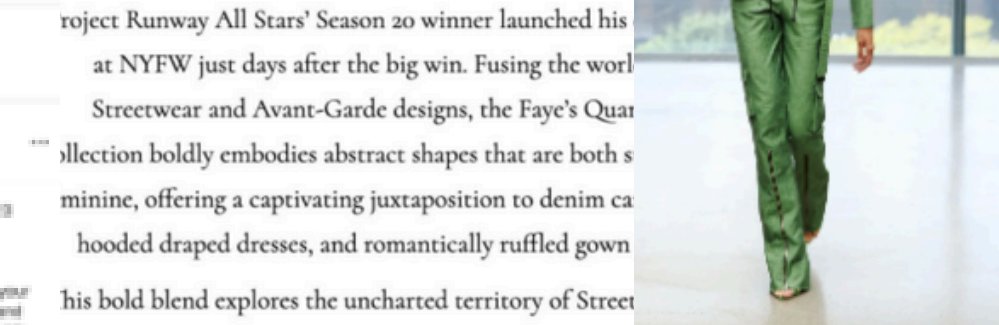 roject Runway All Stars' Season 20 winner launched his
at NYFW just days after the big win. Fusing the worl
Streetwear and Avant-Garde designs, the Faye's Quar
ollection boldly embodies abstract shapes that are both s
minine, offering a captivating juxtaposition to denim ca
hooded draped dresses, and romantically ruffled gown
his bold blend explores the uncharted territory of Street